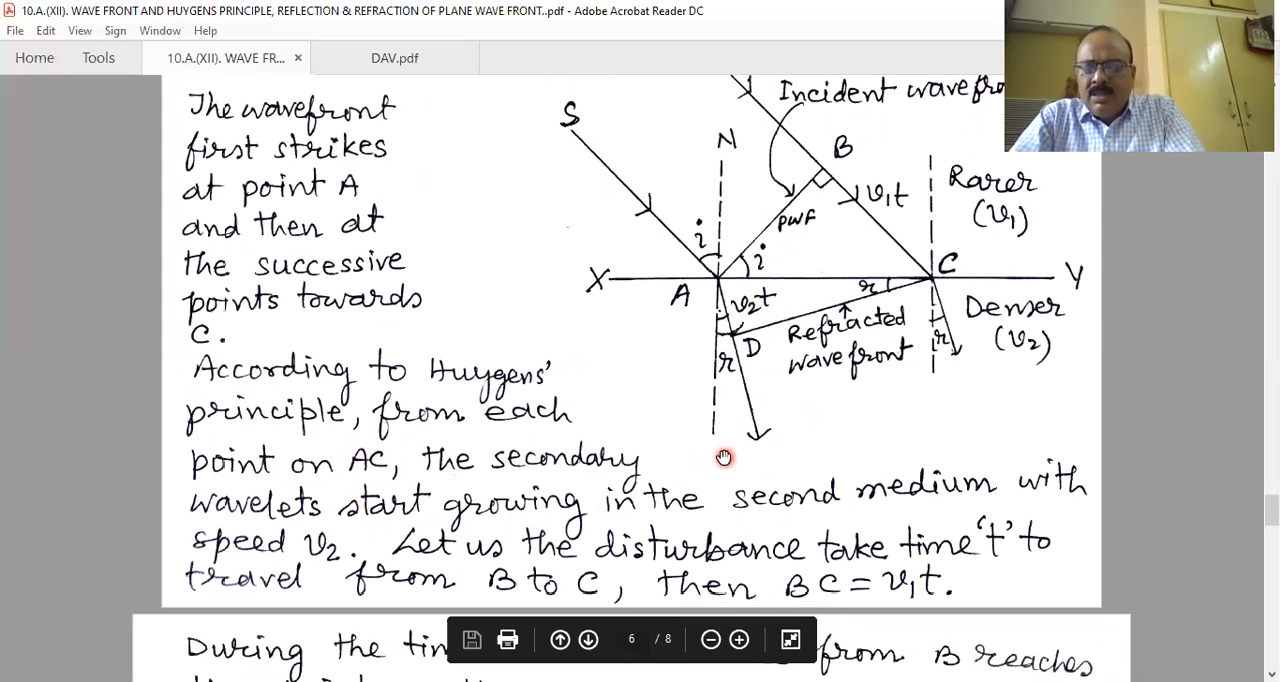 10.A.(XII). WAVE FRONT AND HUYGENS PRINCIPLE, REFLECTION & REFRACTION OF PLANE WAVE FRONT..pdf - Adobe Acrobat Reader DC
File Edit View Sign Window Help
Home Tools 10.A.(XII). WAVE FR... × DAV.pdf
The wavefront
first strikes
at point A
and then at
the successive
points towards
C.
According to Huygens'
principle, from each
point on AC, the secondary
wavelets start growing in the second medium with
speed v2. Let us the disturbance take time 't' to
travel from B to C, then BC = v1t.
Incident wavefro
S
N
B
v1t
Rarer
(v1)
PWF
i
i
X
A
C
Y
r
v2t
Denser
(v2)
Refracted
wavefront
D
r
r
6 / 8
During the tim
from B reaches